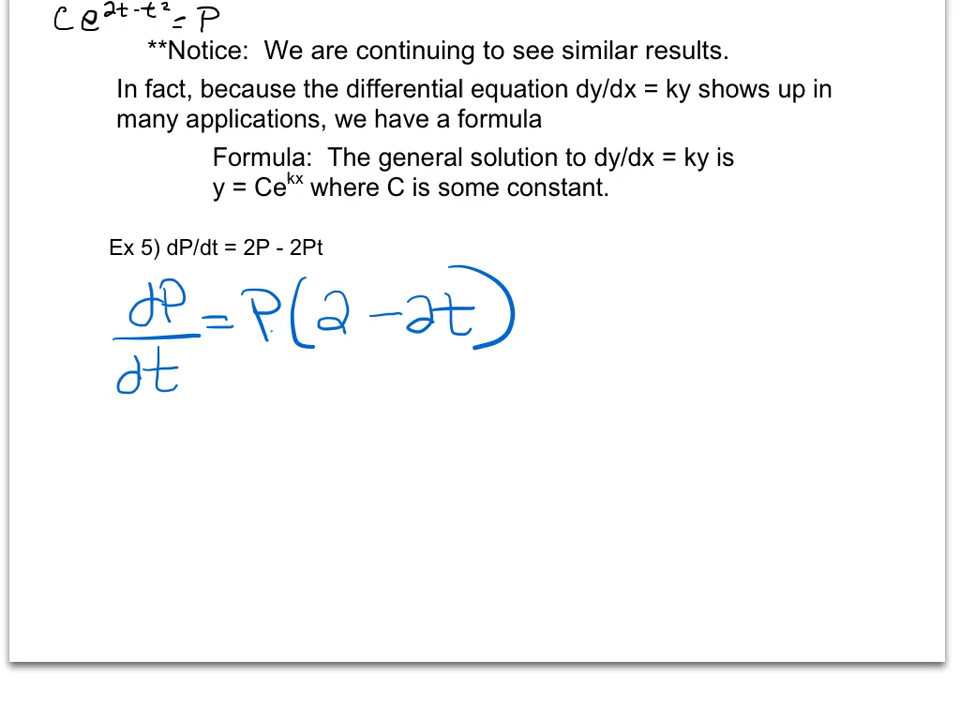 Ce^{2t-t²} = P
**Notice: We are continuing to see similar results.
In fact, because the differential equation dy/dx = ky shows up in
many applications, we have a formula
Formula: The general solution to dy/dx = ky is
y = Ce^{kx} where C is some constant.
Ex 5) dP/dt = 2P - 2Pt
dP/dt = P(2-2t)